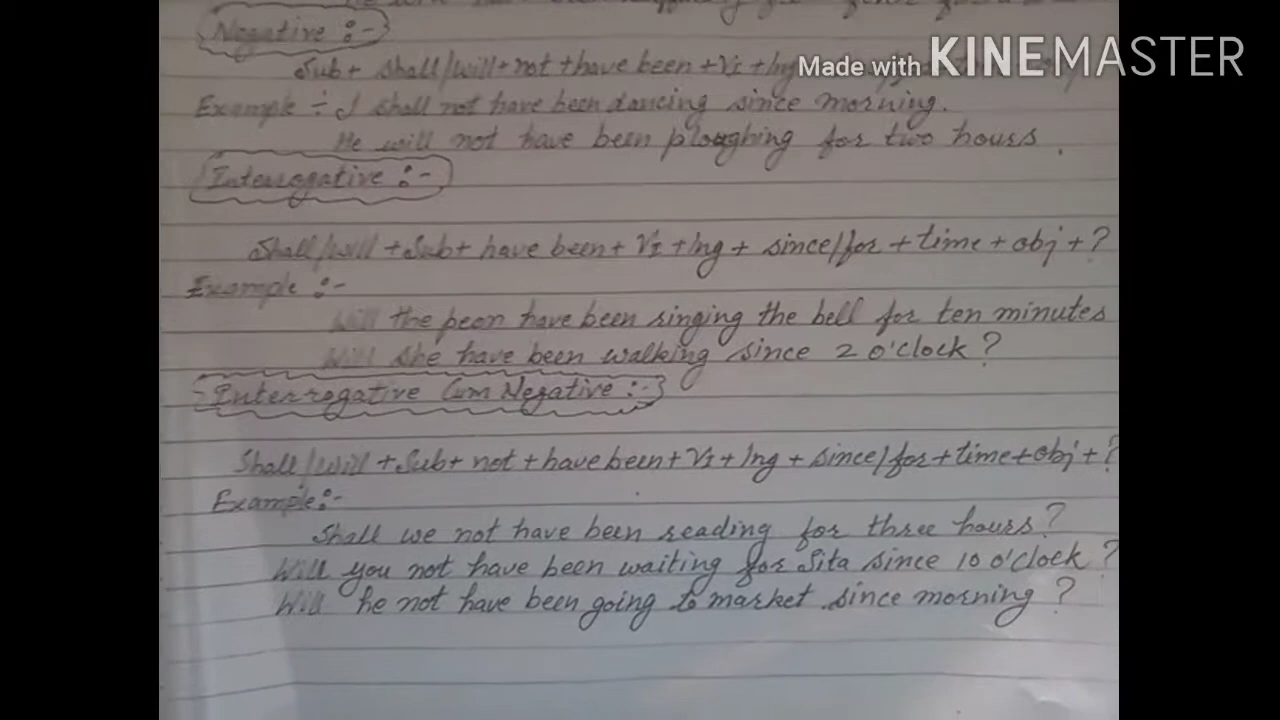 Negative :-
Sub + shall/will + not + have been + V1 + Ing
Made with KINEMASTER
Example ÷ I shall not have been dancing since morning.
He will not have been ploughing for two hours.
Interrogative :-
Shall/will + Sub + have been + VI + Ing + since/for + time + obj + ?
Example :-
Will the peon have been singing the bell for ten minutes
Will she have been walking since 2 o'clock ?
Interrogative Cum Negative :-
Shall/will + Sub + not + have been + V1 + Ing + since/for + time + obj + ?
Example :-
Shall we not have been reading for three hours ?
Will you not have been waiting for Sita since 10 o'clock ?
Will he not have been going to market since morning ?